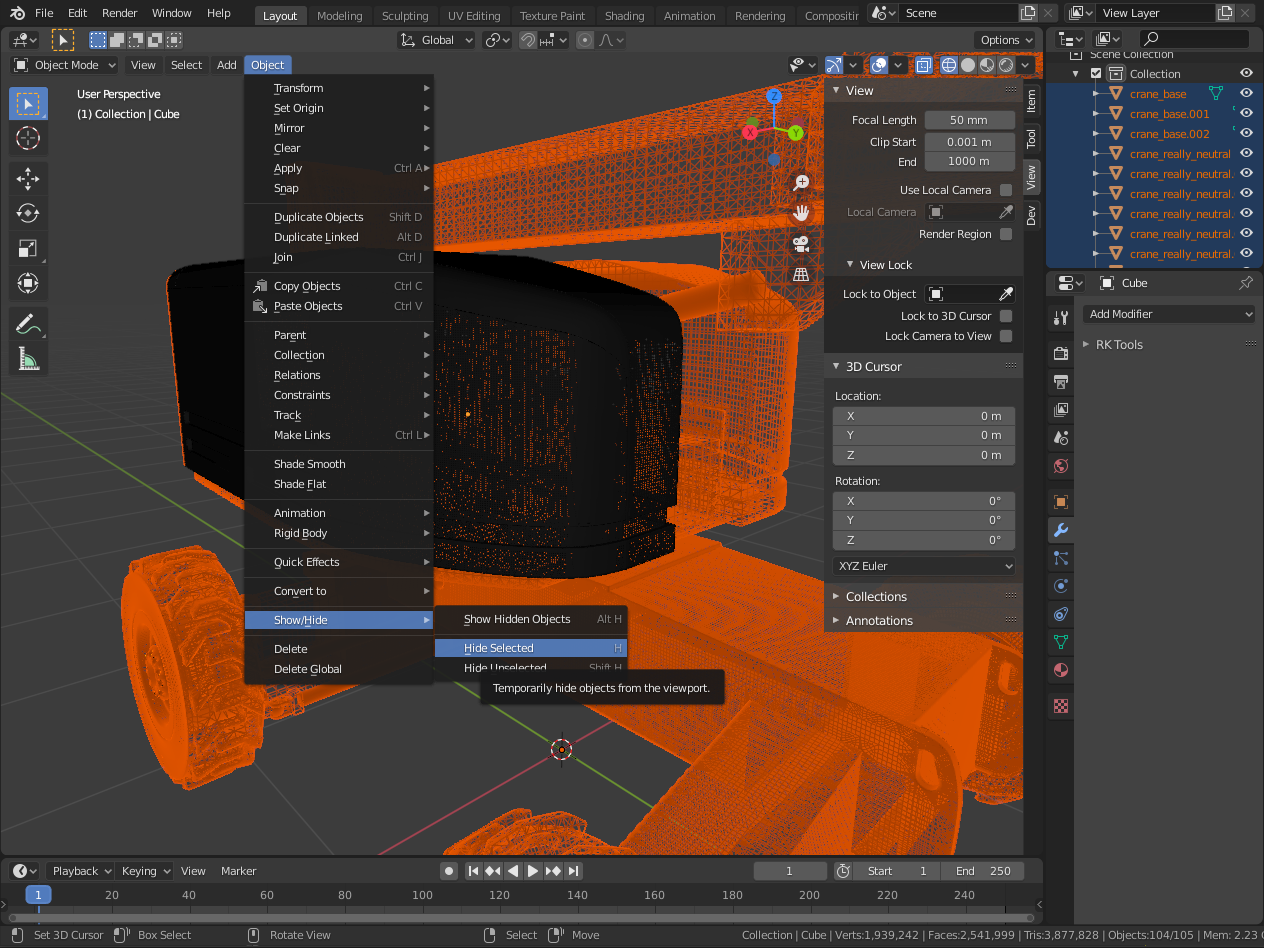 File Edit Render Window Help Layout Modeling Sculpting UV Editing Texture Paint Shading Animation Rendering Scene View Layer
Global Options
Object Mode View Select Add Object
User Perspective
(1) Collection | Cube
Transform
Set Origin
Mirror
Clear
Apply Ctrl A
Snap
Duplicate Objects Shift D
Duplicate Linked Alt D
Join Ctrl J
Copy Objects Ctrl C
Paste Objects Ctrl V
Parent
Collection
Relations
Constraints
Track
Make Links Ctrl L
Shade Smooth
Shade Flat
Animation
Rigid Body
Quick Effects
Convert to
Show/Hide
Delete
Delete Global
Show Hidden Objects Alt H
Hide Selected H
Hide Unselected Shift H
Temporarily hide objects from the viewport.
Z
X
Y
View
Focal Length 50 mm
Clip Start 0.001 m
End 1000 m
Use Local Camera
Local Camera
Render Region
View Lock
Lock to Object
Lock to 3D Cursor
Lock Camera to View
3D Cursor
Location:
X 0 m
Y 0 m
Z 0 m
Rotation:
X 0°
Y 0°
Z 0°
XYZ Euler
Collections
Annotations
Item
Tool
View
Dev
Scene Collection
Collection
crane_base
crane_base.001
crane_base.002
crane_really_neutral
crane_really_neutral.
crane_really_neutral.
crane_really_neutral.
crane_really_neutral.
crane_really_neutral.
Cube
Add Modifier
RK Tools
Playback Keying View Marker 1 Start 1 End 250
1 20 40 60 80 100 120 140 160 180 200 220 240
Set 3D Cursor Box Select Rotate View Select Move Collection | Cube | Verts:1,939,242 | Faces:2,541,999 | Tris:3,877,828 | Objects:104/105 | Mem: 2.23